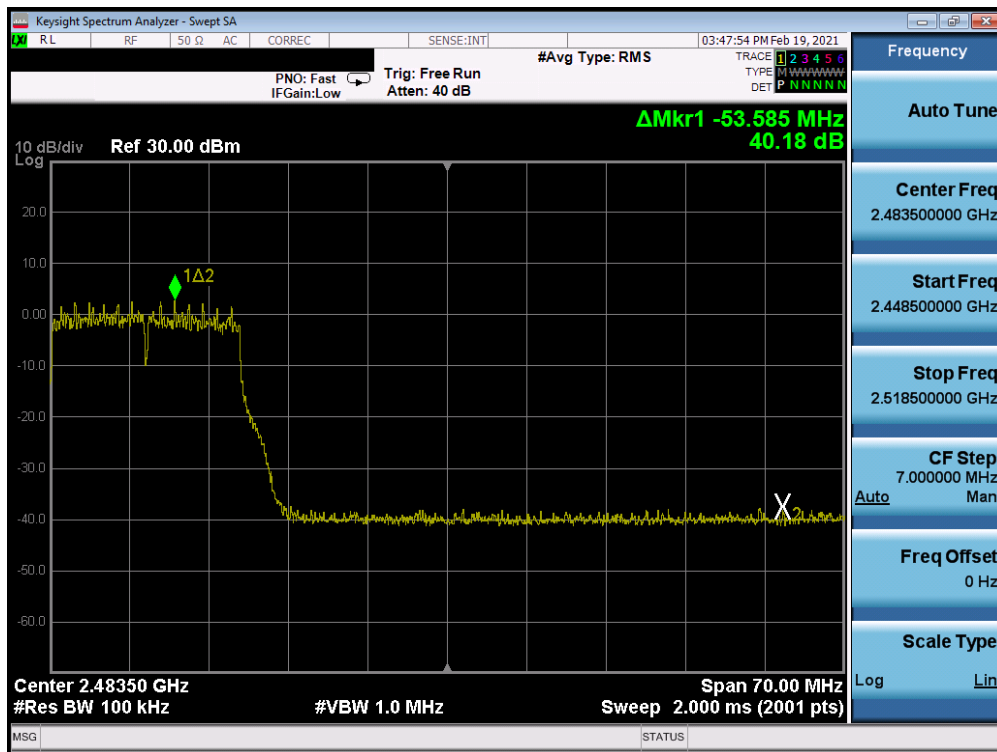 Keysight Spectrum Analyzer - Swept SA
LXI RL RF 50 Ω AC CORREC SENSE:INT 03:47:54 PM Feb 19, 2021
#Avg Type: RMS TRACE 1 2 3 4 5 6
PNO: Fast Trig: Free Run TYPE M WWWWW
IFGain:Low Atten: 40 dB DET P N N N N N
ΔMkr1 -53.585 MHz
40.18 dB
10 dB/div Ref 30.00 dBm
Log
20.0
10.0
1Δ2
0.00
-10.0
-20.0
-30.0
-40.0
X2
-50.0
-60.0
Center 2.48350 GHz Span 70.00 MHz
#Res BW 100 kHz #VBW 1.0 MHz Sweep 2.000 ms (2001 pts)
MSG STATUS
Frequency
Auto Tune
Center Freq
2.483500000 GHz
Start Freq
2.448500000 GHz
Stop Freq
2.518500000 GHz
CF Step
7.000000 MHz
Auto Man
Freq Offset
0 Hz
Scale Type
Log Lin